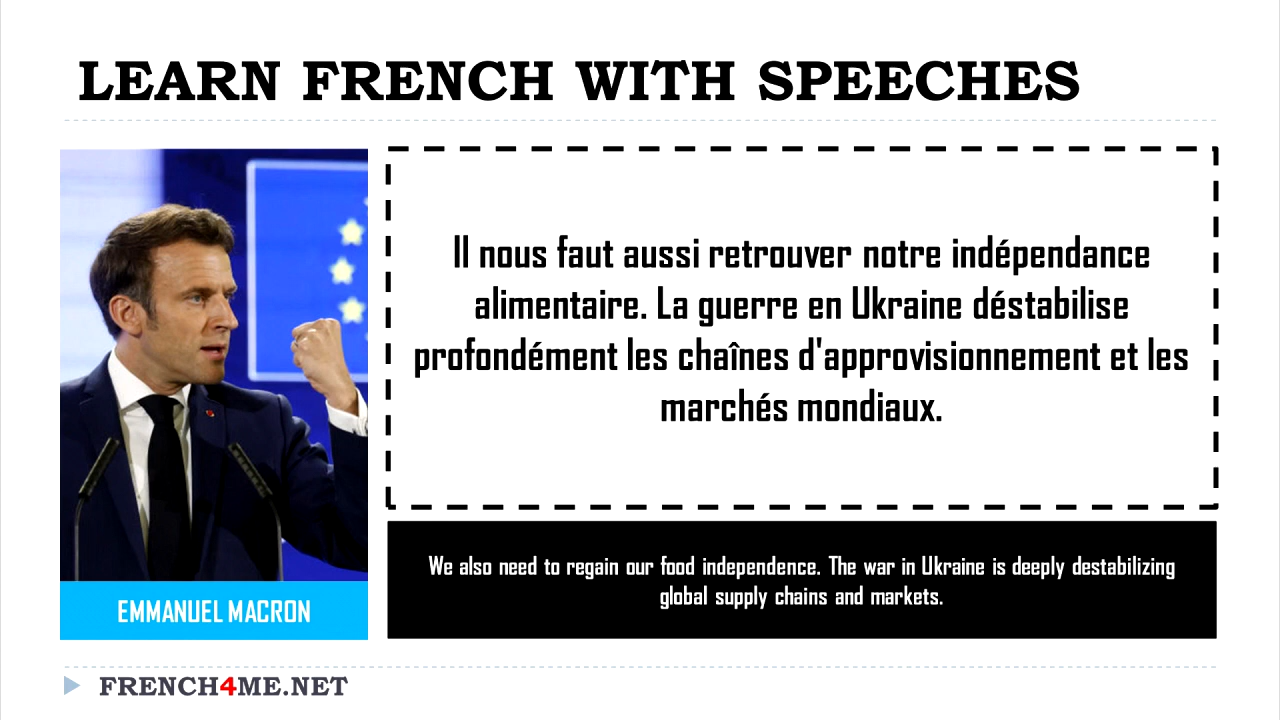 LEARN FRENCH WITH SPEECHES
Il nous faut aussi retrouver notre indépendance
alimentaire. La guerre en Ukraine déstabilise
profondément les chaînes d'approvisionnement et les
marchés mondiaux.
We also need to regain our food independence. The war in Ukraine is deeply destabilizing
global supply chains and markets.
EMMANUEL MACRON
FRENCH4ME.NET